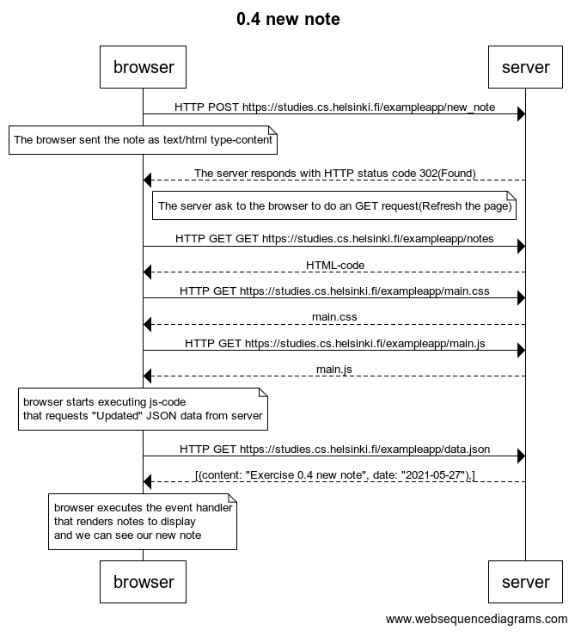 0.4 new note
browser
server
HTTP POST https://studies.cs.helsinki.fi/exampleapp/new_note
The browser sent the note as text/html type-content
The server responds with HTTP status code 302(Found)
The server ask to the browser to do an GET request(Refresh the page)
HTTP GET GET https://studies.cs.helsinki.fi/exampleapp/notes
HTML-code
HTTP GET https://studies.cs.helsinki.fi/exampleapp/main.css
main.css
HTTP GET https://studies.cs.helsinki.fi/exampleapp/main.js
main.js
browser starts executing js-code
that requests "Updated" JSON data from server
HTTP GET https://studies.cs.helsinki.fi/exampleapp/data.json
[(content: "Exercise 0.4 new note", date: "2021-05-27"),]
browser executes the event handler
that renders notes to display
and we can see our new note
browser
server
www.websequencediagrams.com